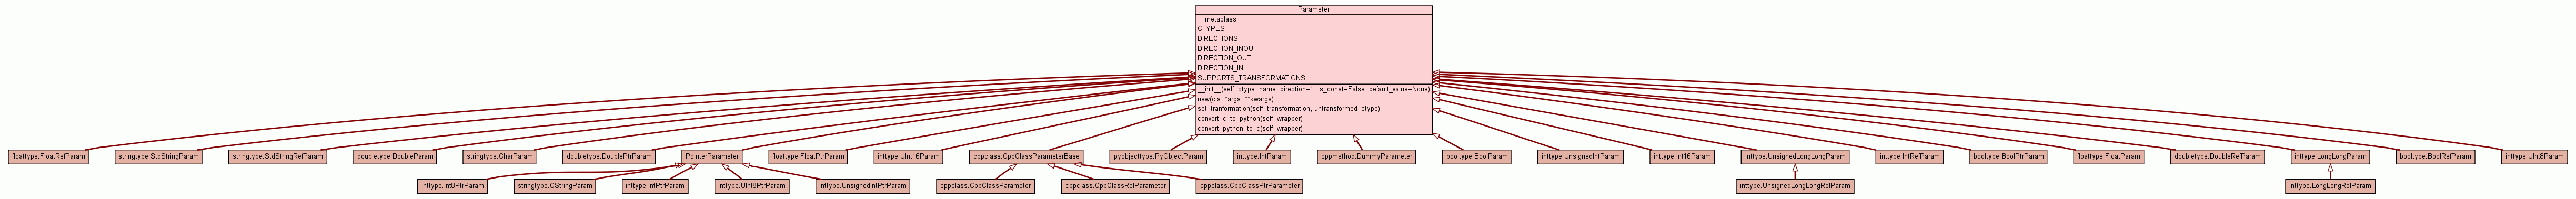 Parameter
__metaclass__
CTYPES
DIRECTIONS
DIRECTION_INOUT
DIRECTION_OUT
DIRECTION_IN
SUPPORTS_TRANSFORMATIONS
__init__(self, ctype, name, direction=1, is_const=False, default_value=None)
new(cls, *args, **kwargs)
set_tranformation(self, transformation, untransformed_ctype)
convert_c_to_python(self, wrapper)
convert_python_to_c(self, wrapper)
floattype.FloatRefParam
stringtype.StdStringParam
stringtype.StdStringRefParam
doubletype.DoubleParam
stringtype.CharParam
doubletype.DoublePtrParam
PointerParameter
floattype.FloatPtrParam
inttype.UInt16Param
cppclass.CppClassParameterBase
pyobjecttype.PyObjectParam
inttype.IntParam
cppmethod.DummyParameter
booltype.BoolParam
inttype.UnsignedIntParam
inttype.Int16Param
inttype.UnsignedLongLongParam
inttype.IntRefParam
booltype.BoolPtrParam
floattype.FloatParam
doubletype.DoubleRefParam
inttype.LongLongParam
booltype.BoolRefParam
inttype.UInt8Param
inttype.Int8PtrParam
stringtype.CStringParam
inttype.IntPtrParam
inttype.UInt8PtrParam
inttype.UnsignedIntPtrParam
cppclass.CppClassParameter
cppclass.CppClassRefParameter
cppclass.CppClassPtrParameter
inttype.UnsignedLongLongRefParam
inttype.LongLongRefParam